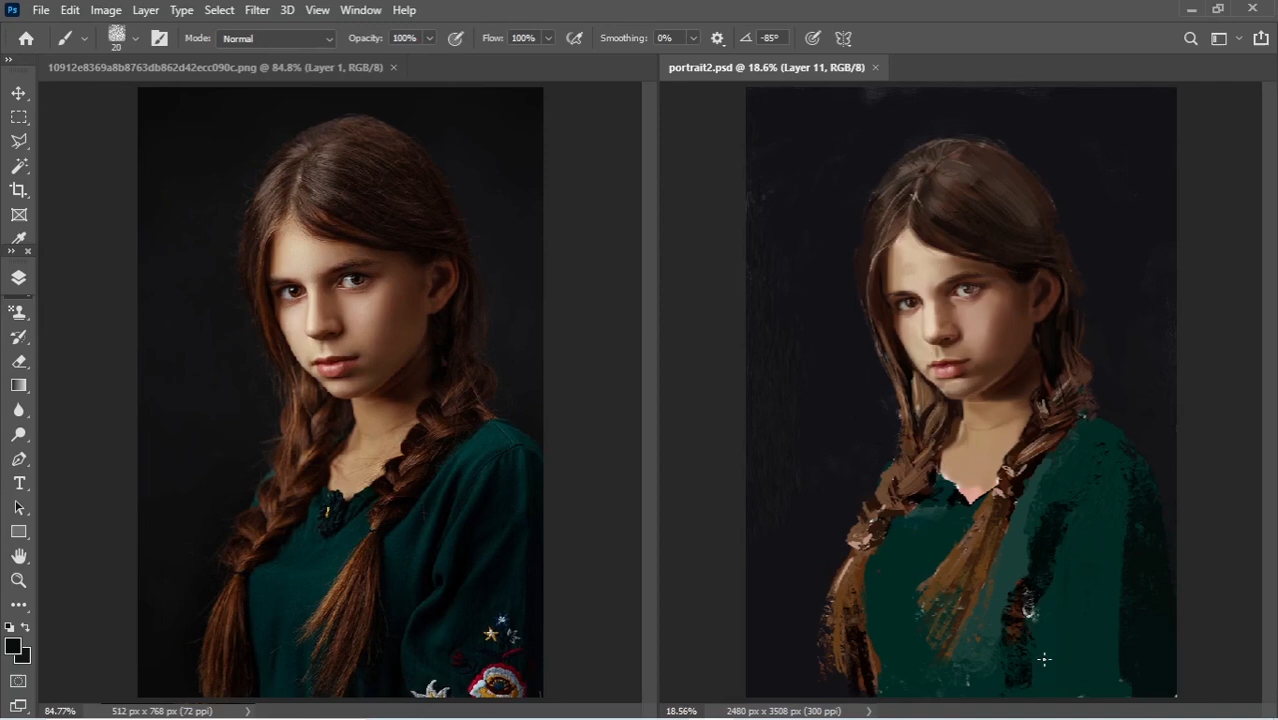 Ps File Edit Image Layer Type Select Filter 3D View Window Help
20 Mode: Normal Opacity: 100% Flow: 100% Smoothing: 0% -85°
10912e8369a8b8763db862d42ecc090c.png @ 84.8% (Layer 1, RGB/8) portrait2.psd @ 18.6% (Layer 11, RGB/8)
84.77% 512 px x 768 px (72 ppi) 18.56% 2480 px x 3508 px (300 ppi)